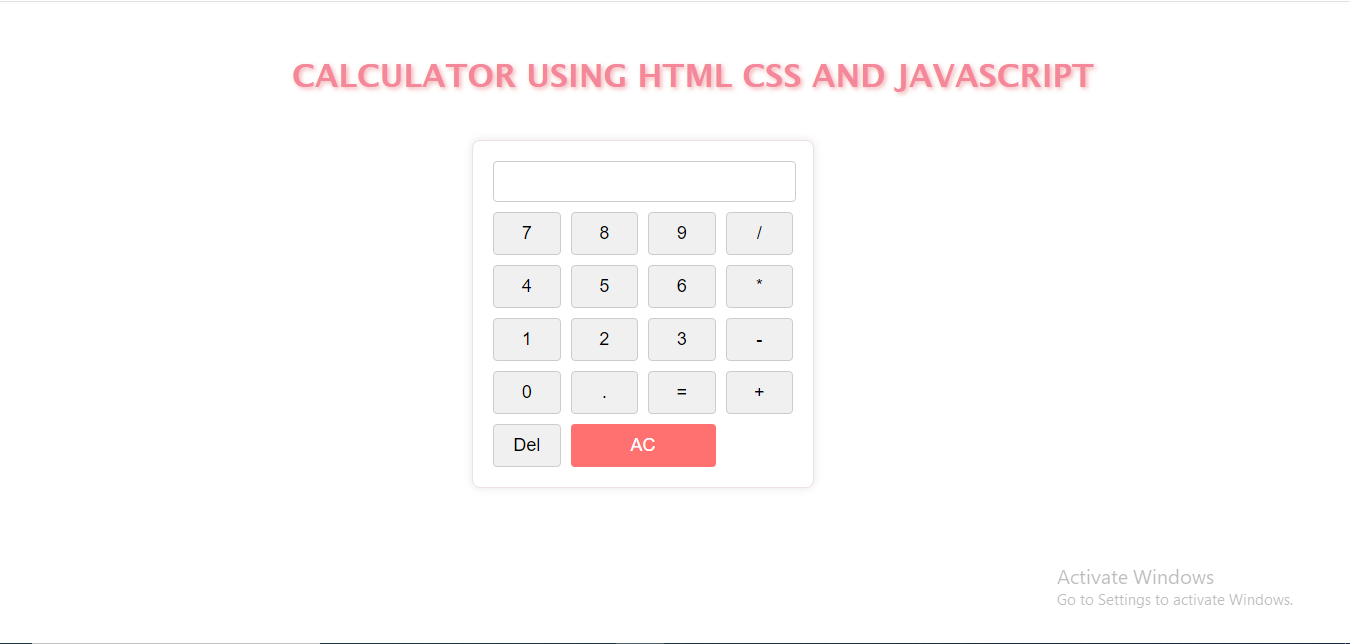 CALCULATOR USING HTML CSS AND JAVASCRIPT
7 8 9 /
4 5 6 *
1 2 3 -
0 . = +
Del AC
Activate Windows
Go to Settings to activate Windows.